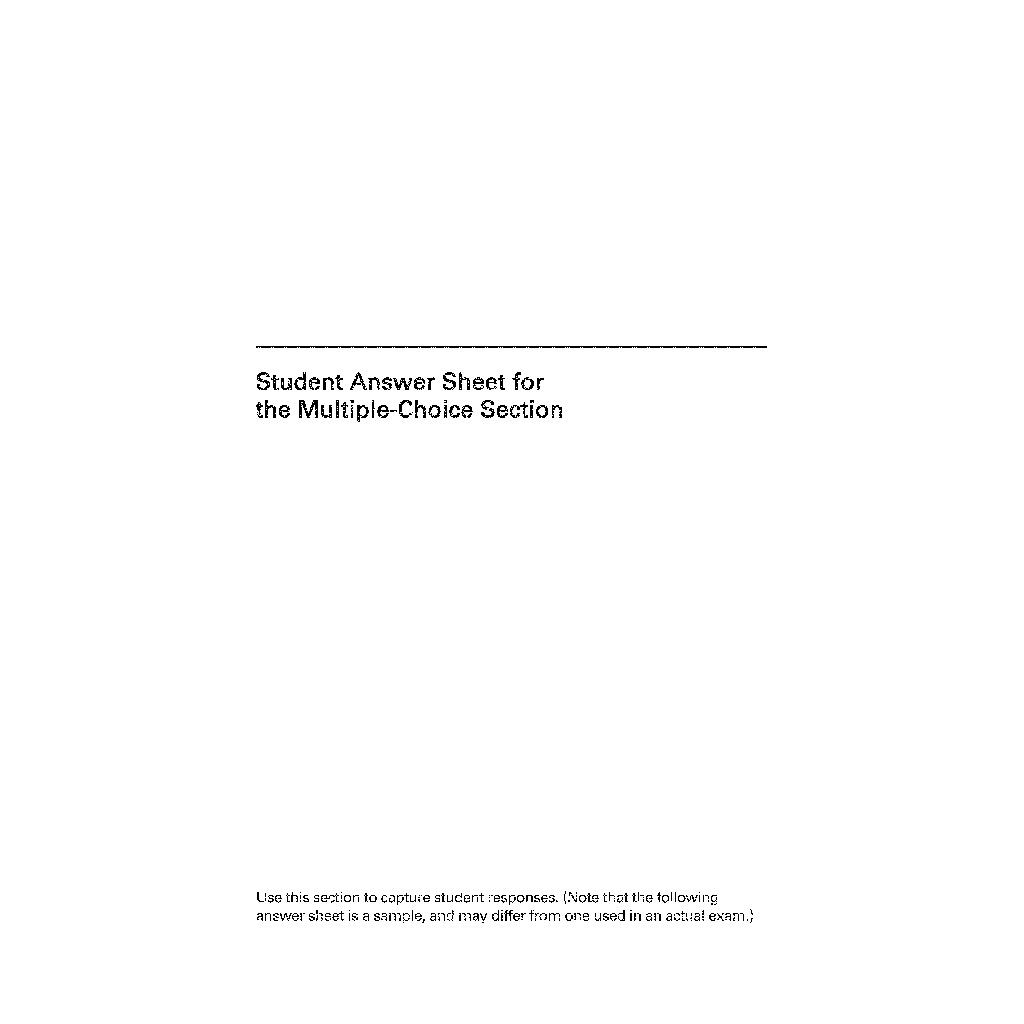 Student Answer Sheet for
the Multiple-Choice Section
Use this section to capture student responses. (Note that the following
answer sheet is a sample, and may differ from one used in an actual exam.)